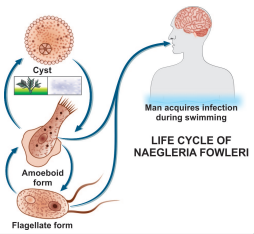 Cyst
Amoeboid
form
Flagellate form
Man acquires infection
during swimming
LIFE CYCLE OF
NAEGLERIA FOWLERI